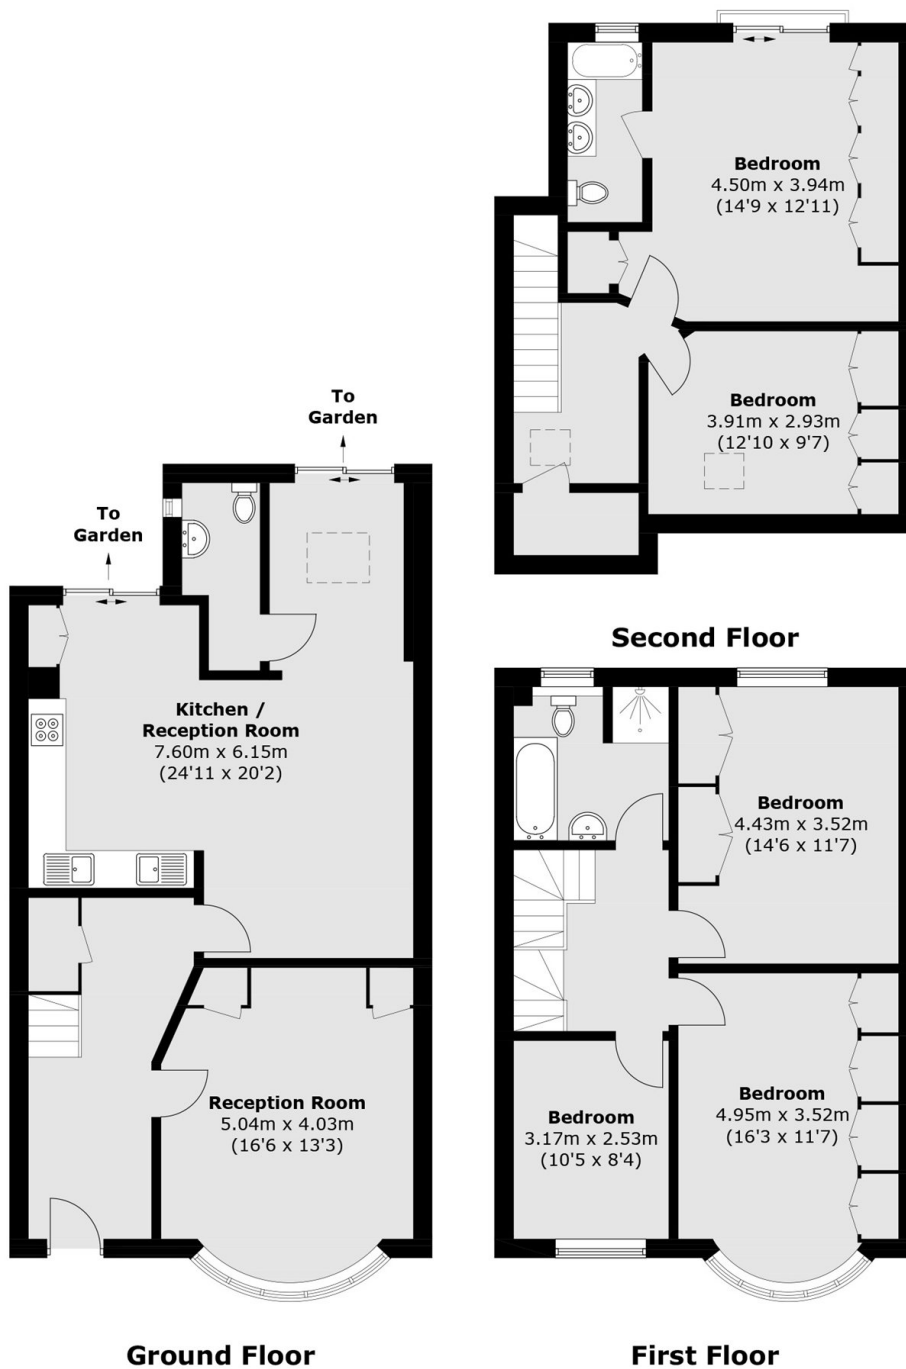 Bedroom
4.50m x 3.94m
(14'9 x 12'11)
Bedroom
3.91m x 2.93m
(12'10 x 9'7)
Second Floor
To
Garden
To
Garden
Kitchen /
Reception Room
7.60m x 6.15m
(24'11 x 20'2)
Reception Room
5.04m x 4.03m
(16'6 x 13'3)
Ground Floor
Bedroom
4.43m x 3.52m
(14'6 x 11'7)
Bedroom
4.95m x 3.52m
(16'3 x 11'7)
Bedroom
3.17m x 2.53m
(10'5 x 8'4)
First Floor